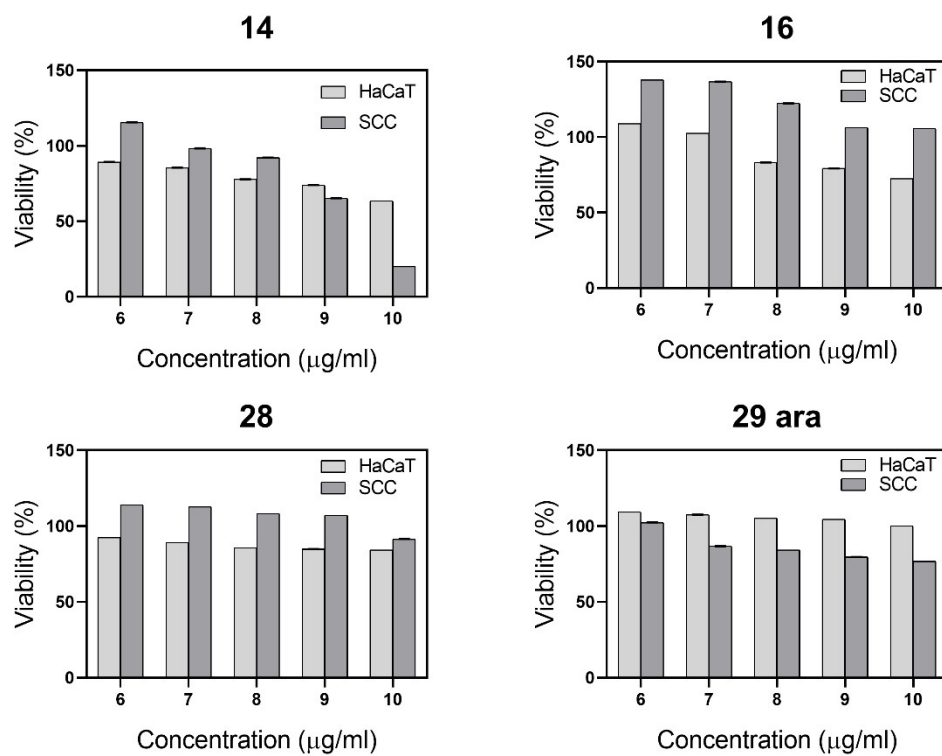 14
150
100
50
0
Viability (%)
HaCaT
SCC
6 7 8 9 10
Concentration (μg/ml)
16
150
100
50
0
Viability (%)
HaCaT
SCC
6 7 8 9 10
Concentration (μg/ml)
28
150
100
50
0
Viability (%)
HaCaT
SCC
6 7 8 9 10
Concentration (μg/ml)
29 ara
150
100
50
0
Viability (%)
HaCaT
SCC
6 7 8 9 10
Concentration (μg/ml)